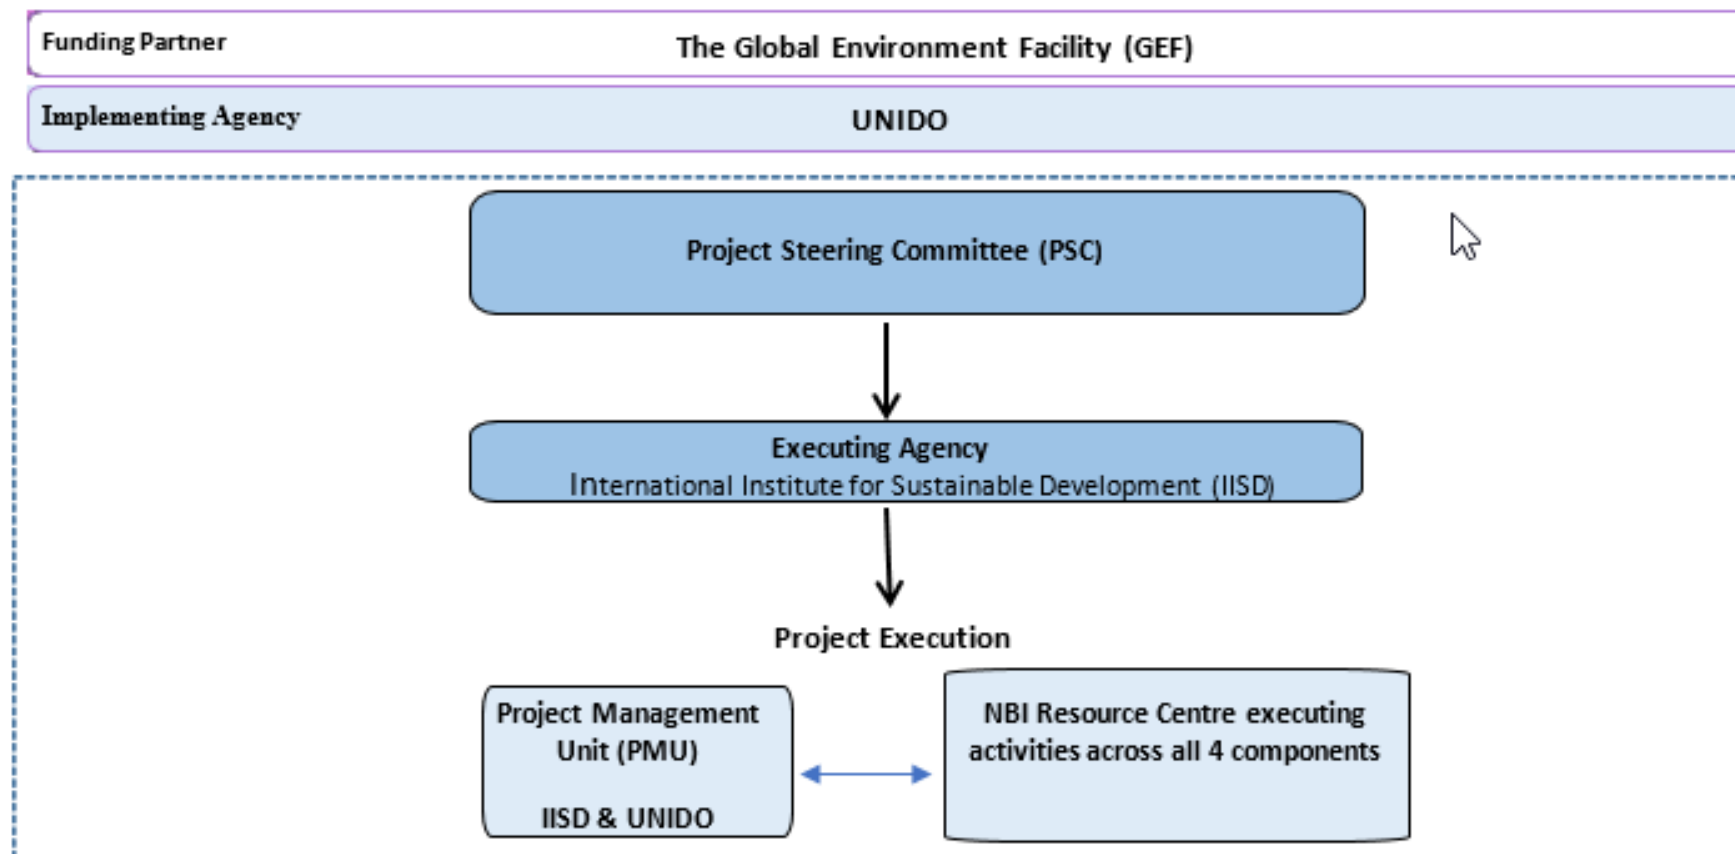 Funding Partner
The Global Environment Facility (GEF)
Implementing Agency
UNIDO
Project Steering Committee (PSC)
Executing Agency
International Institute for Sustainable Development (IISD)
Project Execution
Project Management
Unit (PMU)
IISD & UNIDO
NBI Resource Centre executing
activities across all 4 components